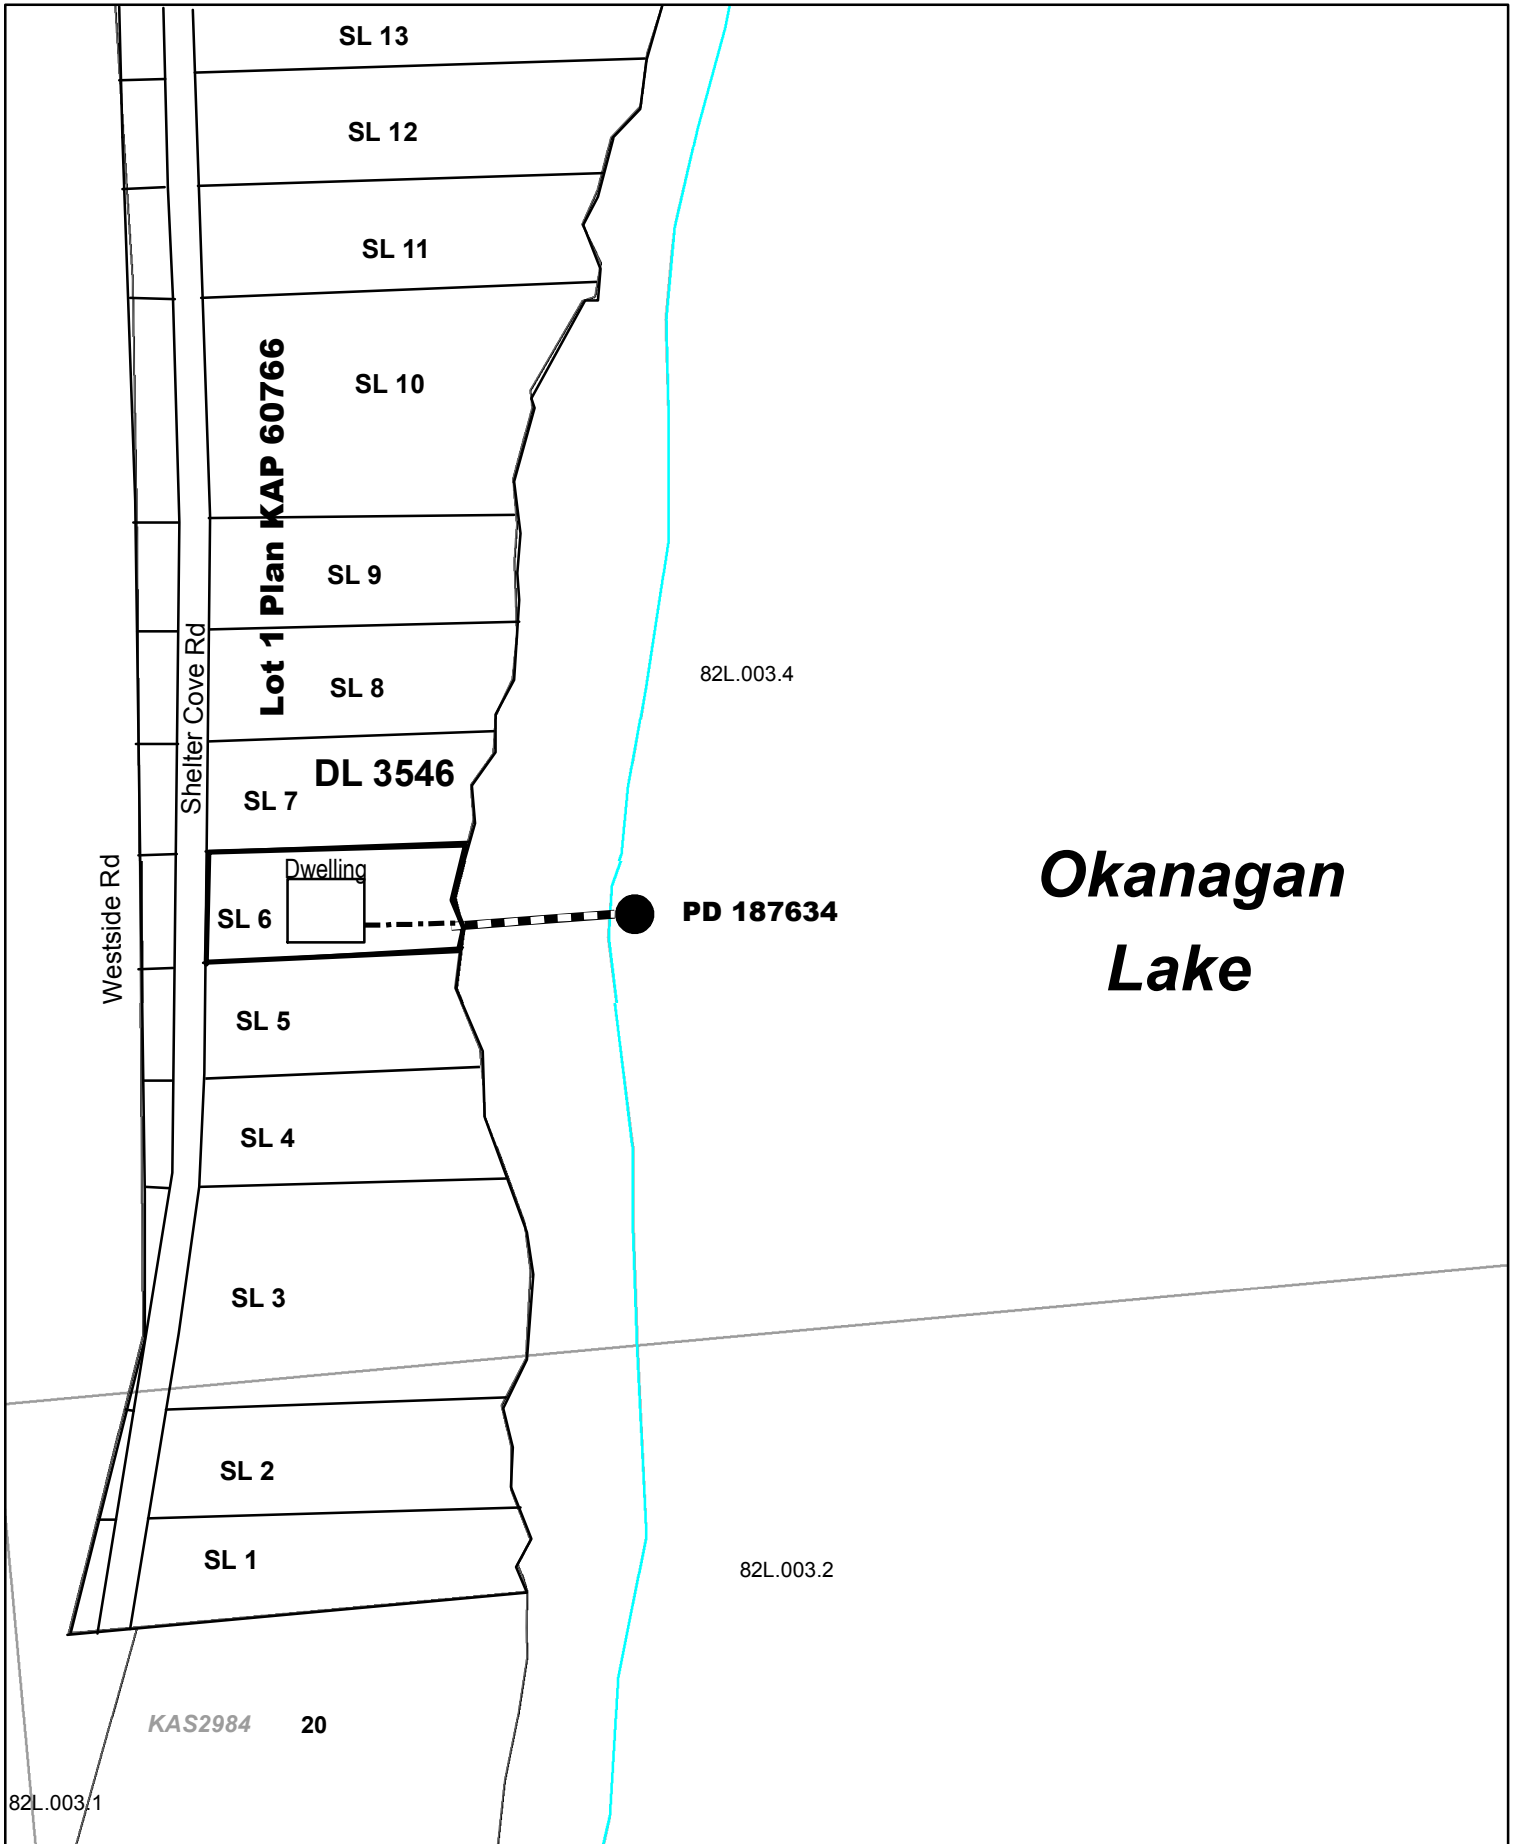 SL 13
SL 12
SL 11
SL 10
Lot 1 Plan KAP 60766
SL 9
Shelter Cove Rd
SL 8
82L.003.4
DL 3546
SL 7
Westside Rd
Dwelling
SL 6
PD 187634
Okanagan
Lake
SL 5
SL 4
SL 3
SL 2
SL 1
82L.003.2
KAS2984
20
82L.003.1